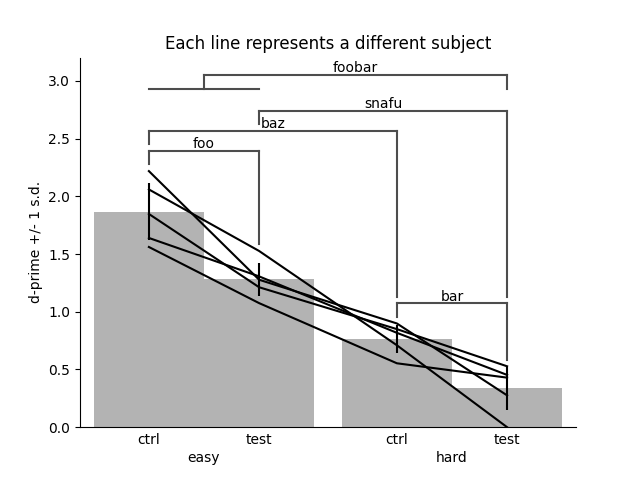 Each line represents a different subject
foobar
snafu
baz
foo
bar
d-prime +/- 1 s.d.
3.0
2.5
2.0
1.5
1.0
0.5
0.0
ctrl test ctrl test
easy hard